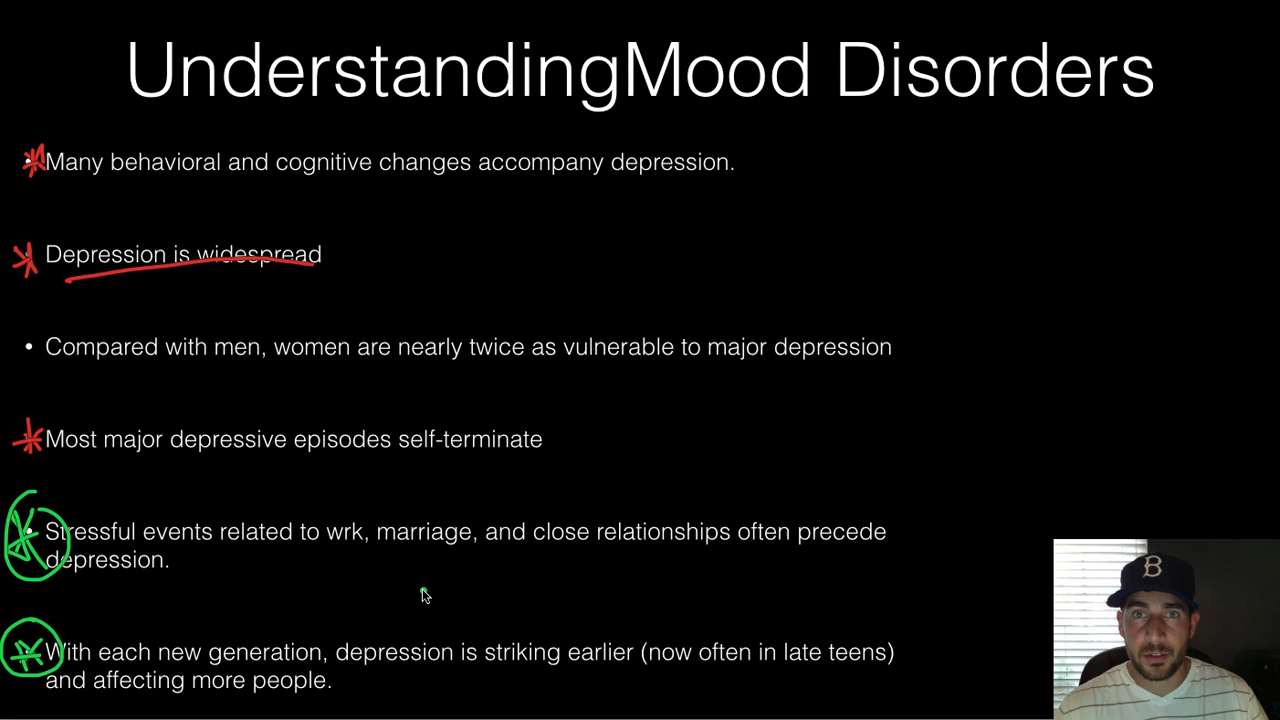 UnderstandingMood Disorders
• Many behavioral and cognitive changes accompany depression.
• Depression is widespread
• Compared with men, women are nearly twice as vulnerable to major depression
• Most major depressive episodes self-terminate
• Stressful events related to wrk, marriage, and close relationships often precede
depression.
• With each new generation, drpression is striking earlier (now often in late teens)
and affecting more people.
B